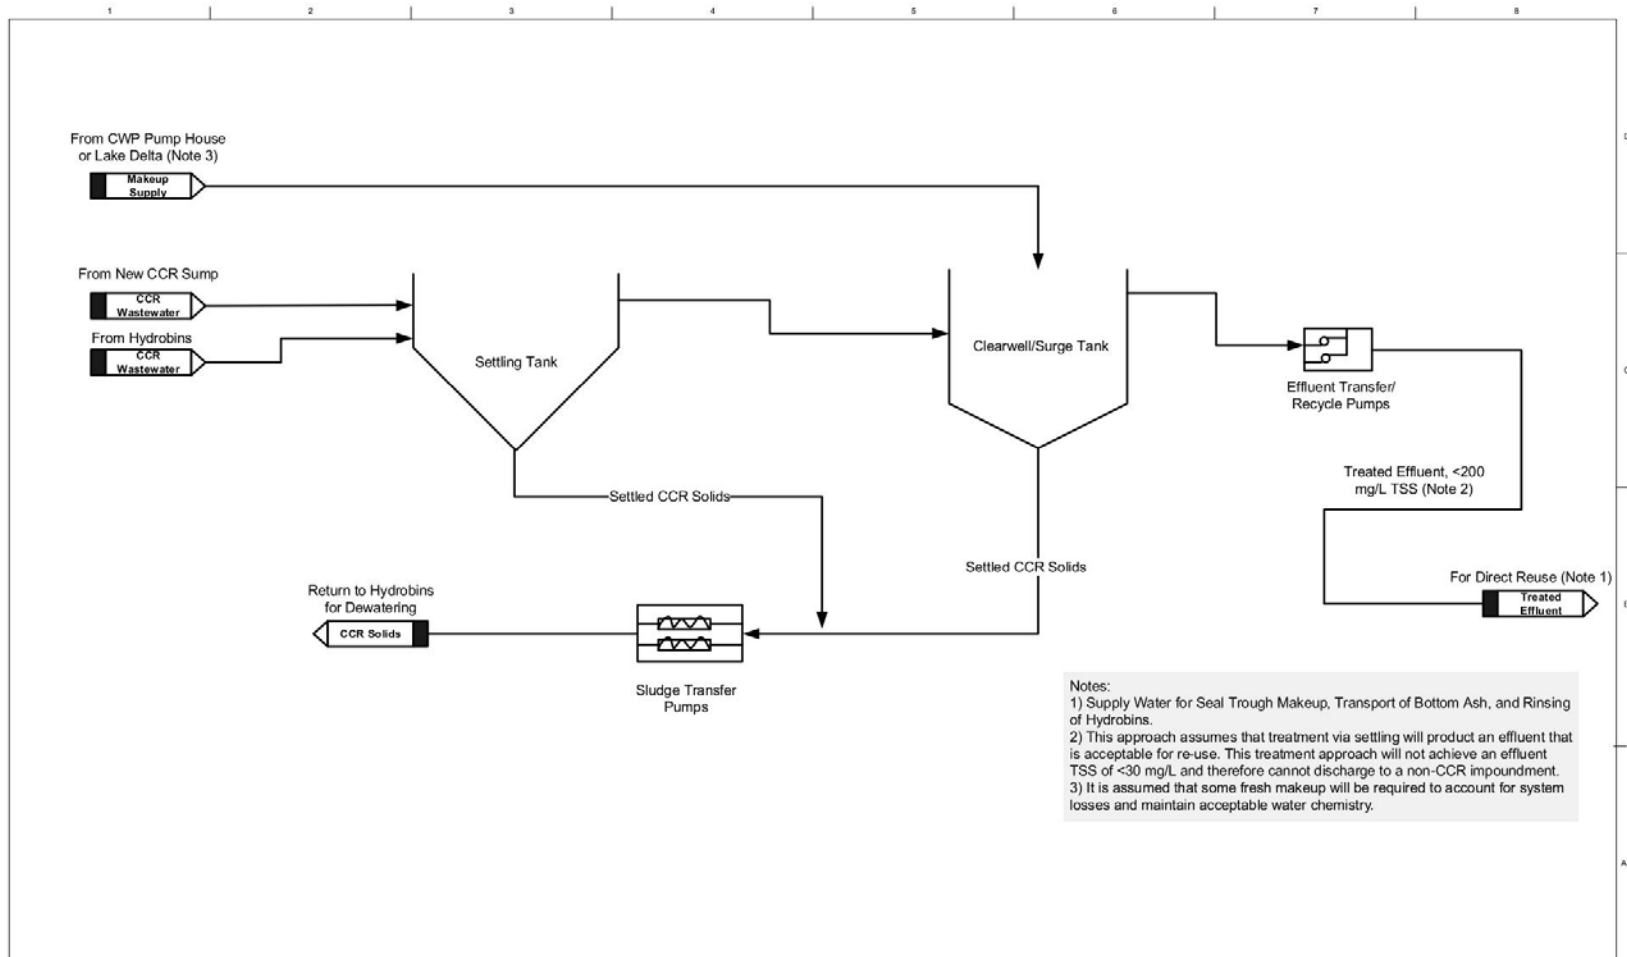 1 2 3 4 5 6 7 8
From CWP Pump House
or Lake Delta (Note 3)
Makeup
Supply
From New CCR Sump
CCR
Wastewater
From Hydrobins
CCR
Wastewater
Settling Tank
Clearwell/Surge Tank
Effluent Transfer/
Recycle Pumps
Treated Effluent, <200
mg/L TSS (Note 2)
Settled CCR Solids
Settled CCR Solids
For Direct Reuse (Note 1)
Treated
Effluent
Return to Hydrobins
for Dewatering
CCR Solids
Sludge Transfer
Pumps
Notes:
1) Supply Water for Seal Trough Makeup, Transport of Bottom Ash, and Rinsing
of Hydrobins.
2) This approach assumes that treatment via settling will product an effluent that
is acceptable for re-use. This treatment approach will not achieve an effluent
TSS of <30 mg/L and therefore cannot discharge to a non-CCR impoundment.
3) It is assumed that some fresh makeup will be required to account for system
losses and maintain acceptable water chemistry.
A